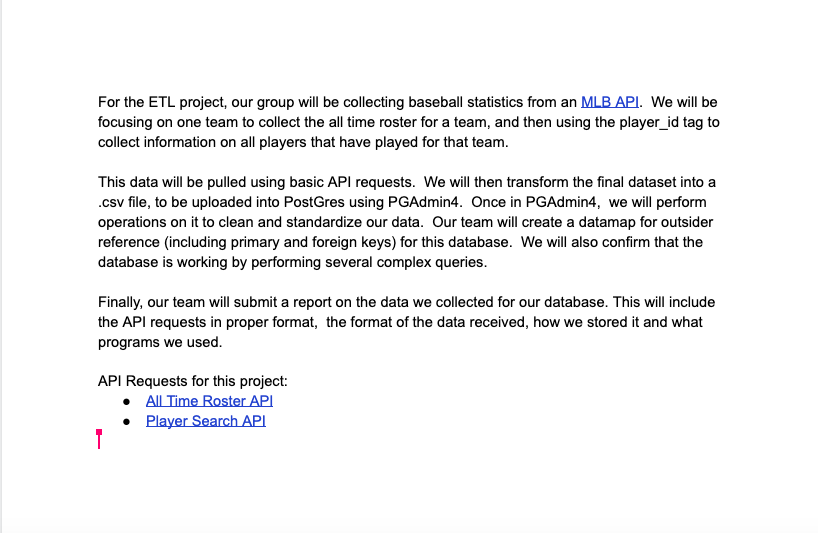 For the ETL project, our group will be collecting baseball statistics from an MLB API.  We will be
focusing on one team to collect the all time roster for a team, and then using the player_id tag to
collect information on all players that have played for that team.
This data will be pulled using basic API requests.  We will then transform the final dataset into a
.csv file, to be uploaded into PostGres using PGAdmin4.  Once in PGAdmin4,  we will perform
operations on it to clean and standardize our data.  Our team will create a datamap for outsider
reference (including primary and foreign keys) for this database.  We will also confirm that the
database is working by performing several complex queries.
Finally, our team will submit a report on the data we collected for our database. This will include
the API requests in proper format,  the format of the data received, how we stored it and what
programs we used.
API Requests for this project:
● All Time Roster API
● Player Search API